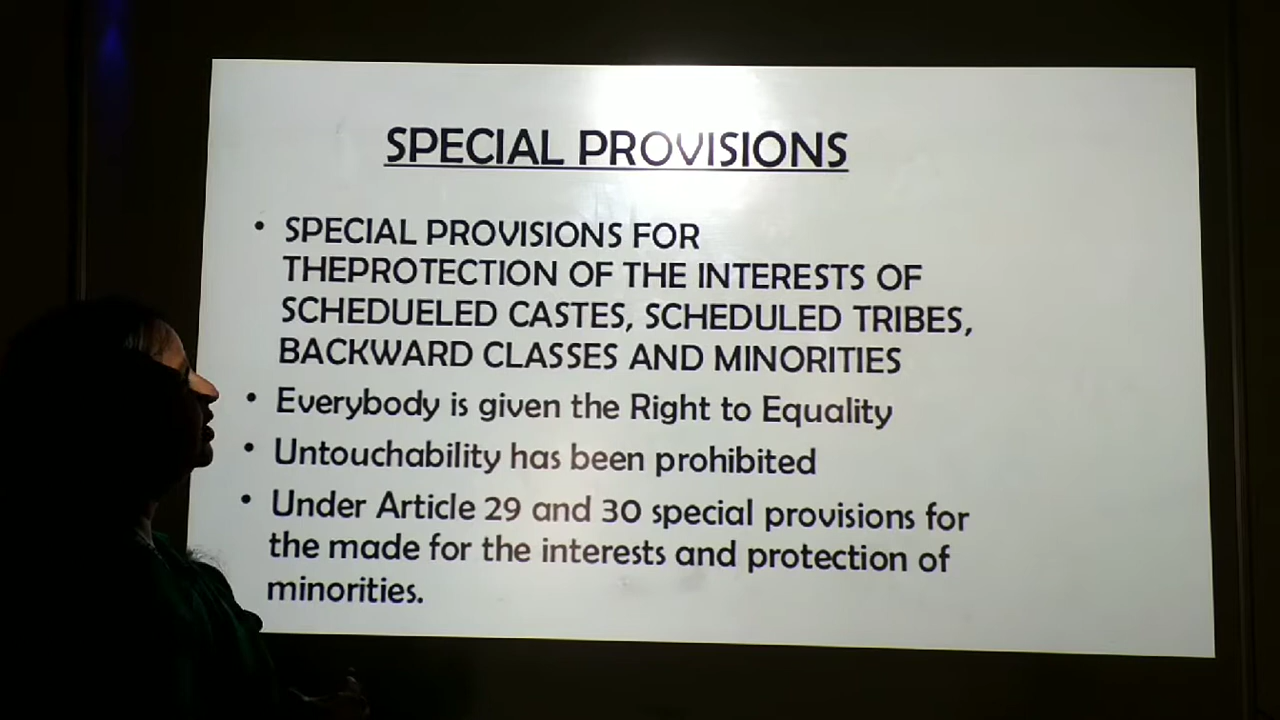 SPECIAL PROVISIONS
• SPECIAL PROVISIONS FOR
THEPROTECTION OF THE INTERESTS OF
SCHEDUELED CASTES, SCHEDULED TRIBES,
BACKWARD CLASSES AND MINORITIES
• Everybody is given the Right to Equality
• Untouchability has been prohibited
• Under Article 29 and 30 special provisions for
the made for the interests and protection of
minorities.